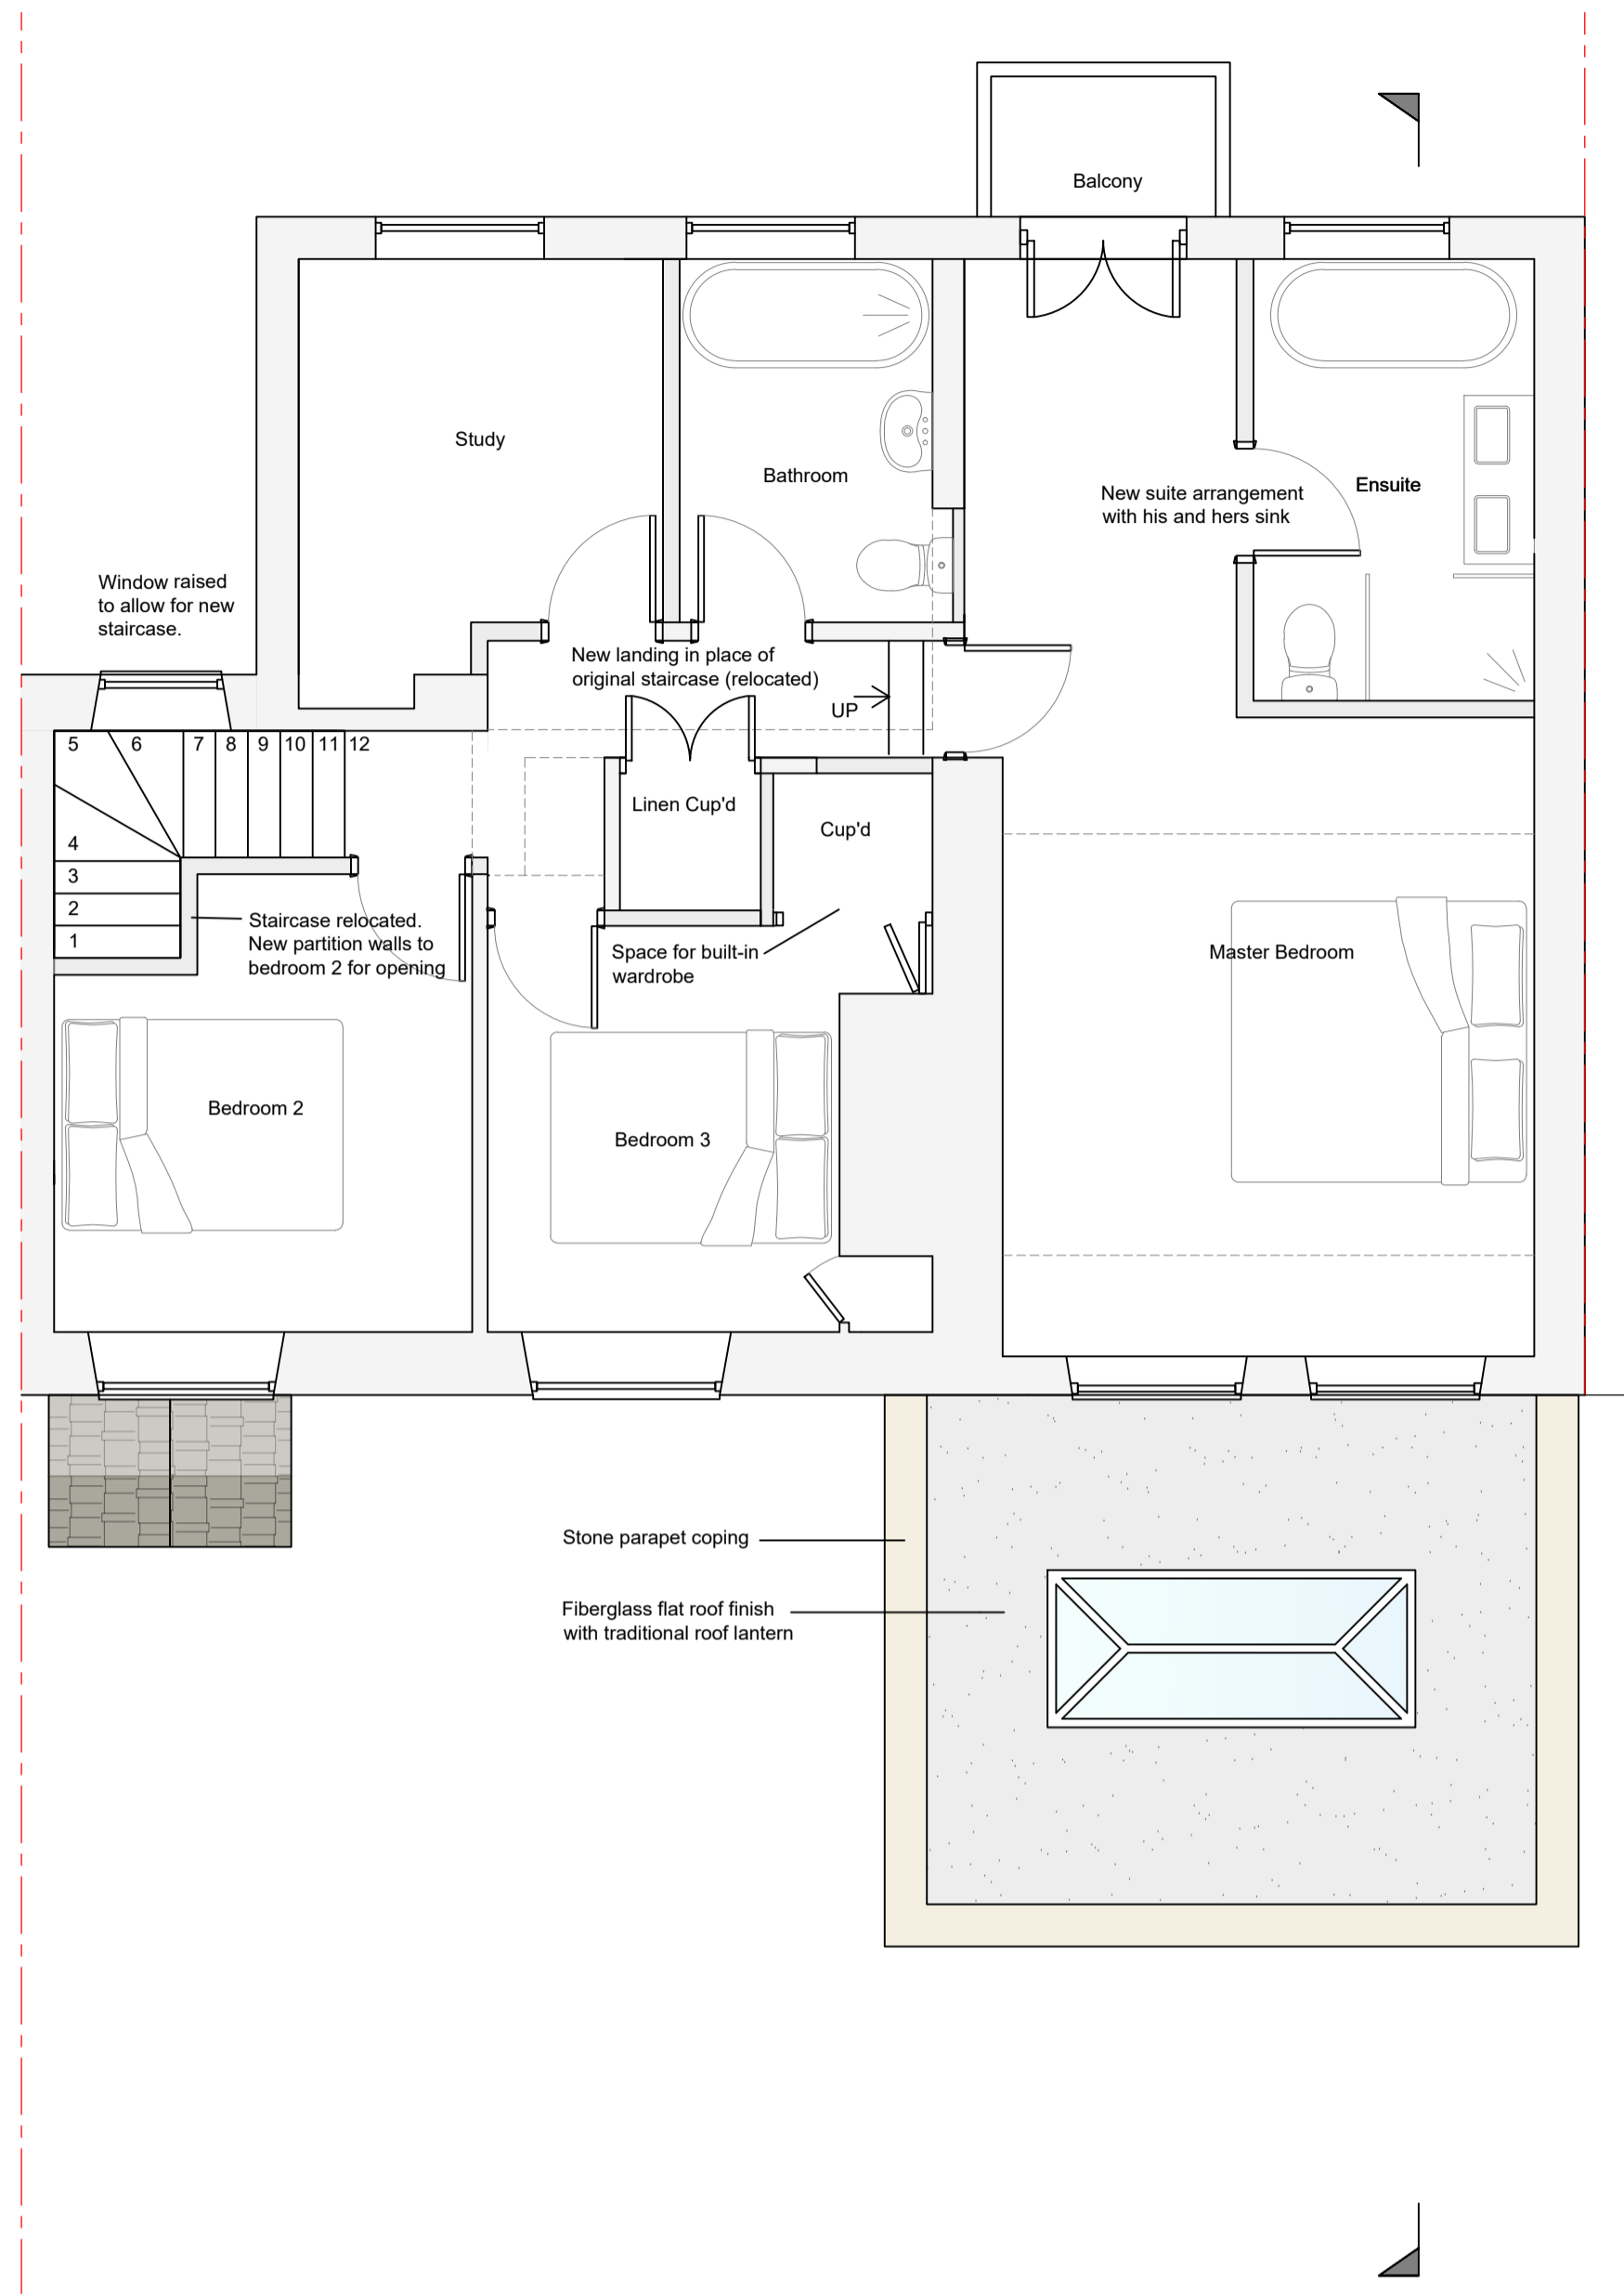 Balcony
Study
Bathroom
New suite arrangement
with his and hers sink
Ensuite
Window raised
to allow for new
staircase.
New landing in place of
original staircase (relocated)
UP
5 6 7 8 9 10 11 12
4
3
2
1
Linen Cup'd
Cup'd
Staircase relocated.
New partition walls to
bedroom 2 for opening
Space for built-in
wardrobe
Master Bedroom
Bedroom 2
Bedroom 3
Stone parapet coping
Fiberglass flat roof finish
with traditional roof lantern